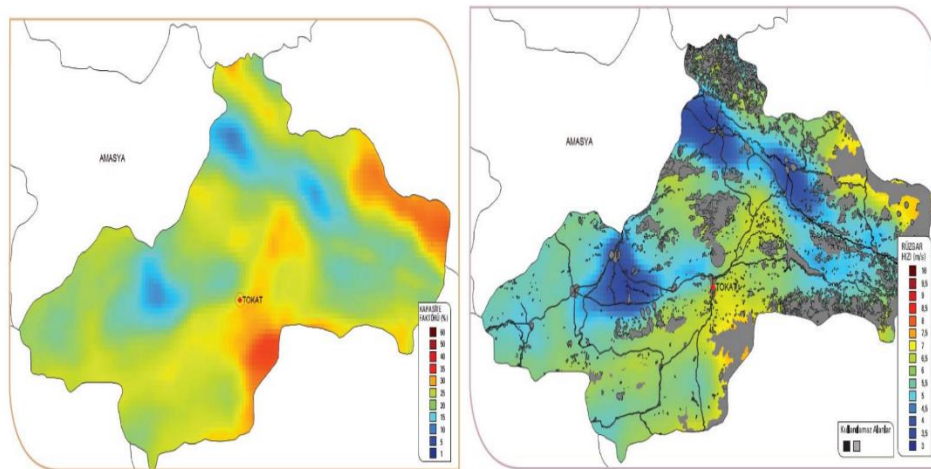 AMASYA
TOKAT
KAPASİTE
FAKTÖRÜ (%)
60
50
40
35
30
25
20
15
10
5
1
AMASYA
TOKAT
RÜZGAR
HIZI (m/s)
10
9,5
9
8,5
8
7,5
7
6,5
6
5,5
5
4,5
4
3,5
3
Kullanılamaz Alanlar